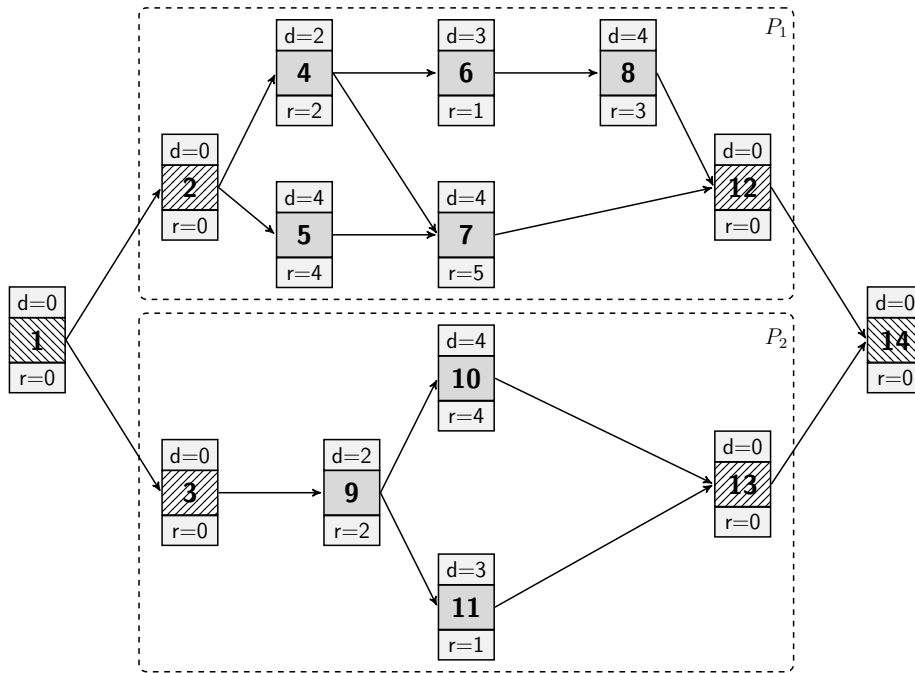 P₁
d=2
4
r=2
d=3
6
r=1
d=4
8
r=3
d=0
2
r=0
d=4
5
r=4
d=4
7
r=5
d=0
12
r=0
d=0
1
r=0
d=0
14
r=0
P₂
d=4
10
r=4
d=0
3
r=0
d=2
9
r=2
d=0
13
r=0
d=3
11
r=1